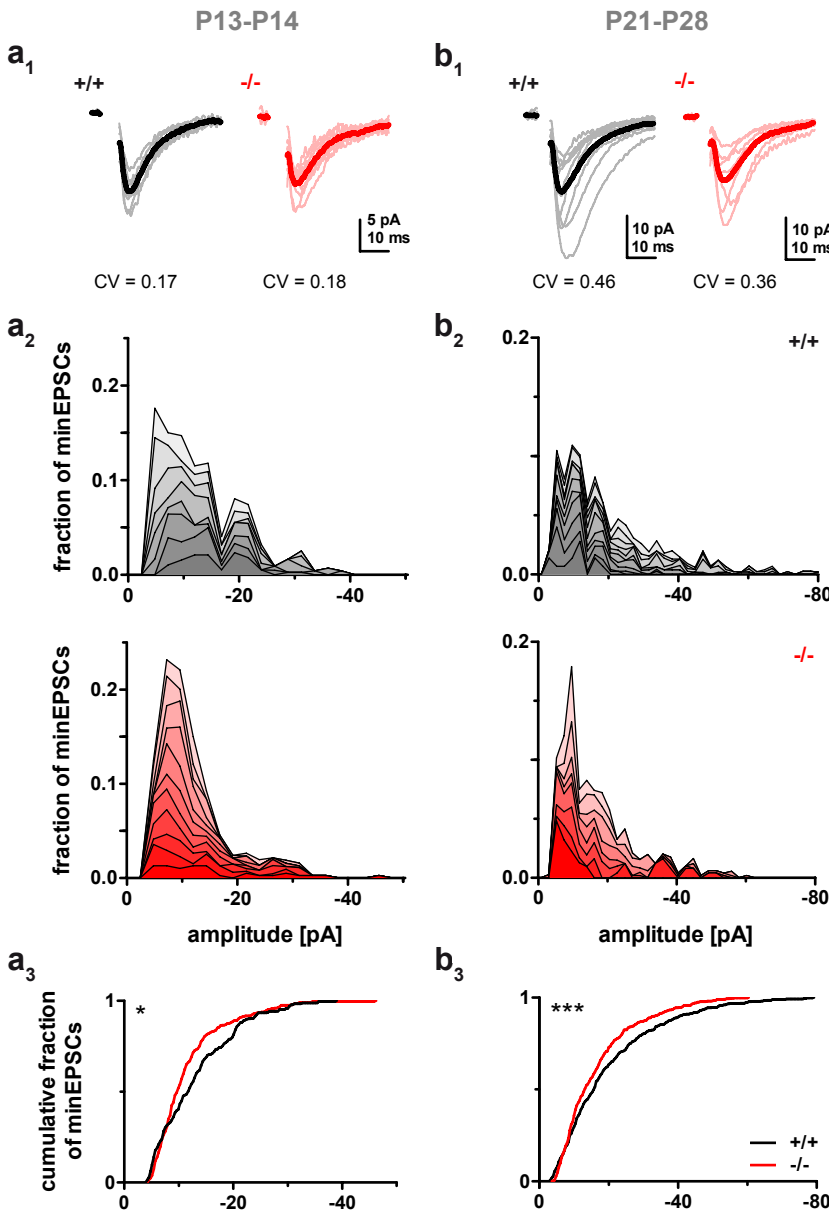 P13-P14 P21-P28
a1 b1
+/+ -/- +/+ -/-
5 pA
10 ms
10 pA
10 ms
10 pA
10 ms
CV = 0.17 CV = 0.18 CV = 0.46 CV = 0.36
a2 b2
fraction of minEPSCs
0.2
0.1
0.0
0 -20 -40
0.2
0.0
0 -40 -80
+/+
fraction of minEPSCs
0.2
0.1
0.0
0 -20 -40
amplitude [pA]
0.2
0.0
0 -40 -80
amplitude [pA]
-/-
a3 b3
cumulative fraction
of minEPSCs
1
0
0 -20 -40
*
1
0
0 -40 -80
***
+/+
-/-